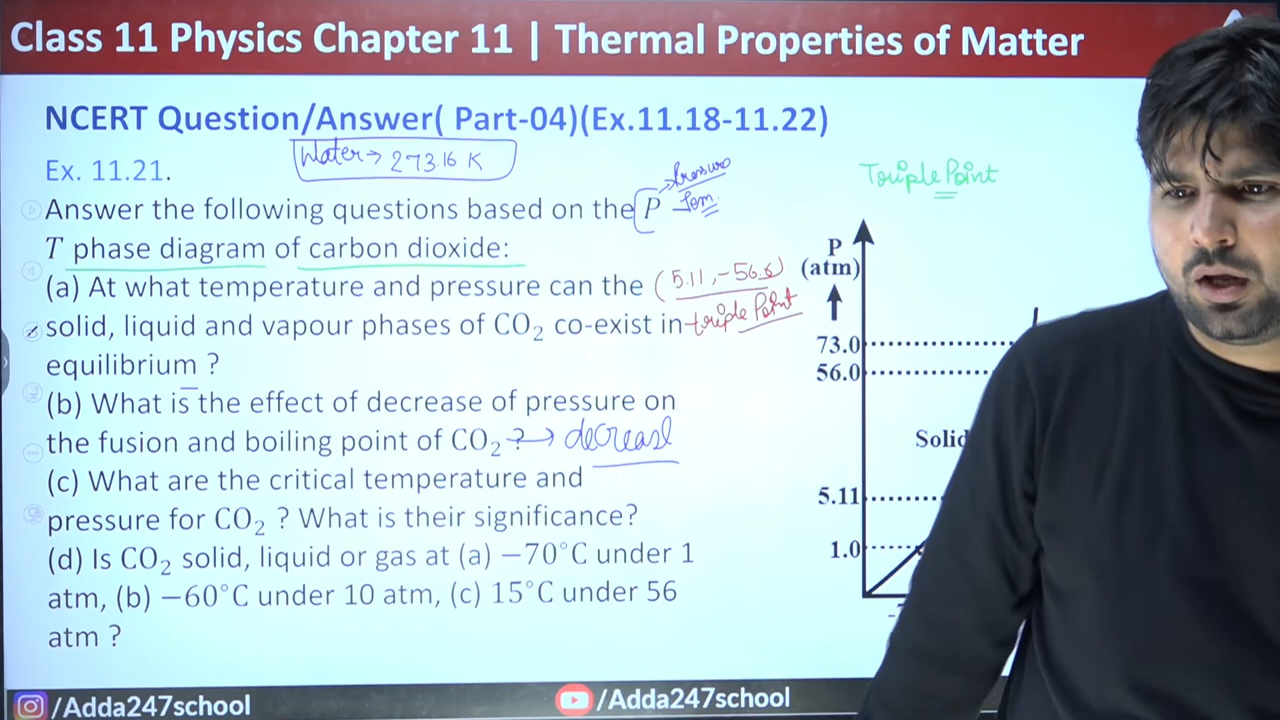 Class 11 Physics Chapter 11 | Thermal Properties of Matter
NCERT Question/Answer( Part-04)(Ex.11.18-11.22)
Water → 273.16 K
Ex. 11.21.
Pressure
Answer the following questions based on the P
Tem.
T phase diagram of carbon dioxide:
(a) At what temperature and pressure can the
(5.11, -56.6)
solid, liquid and vapour phases of CO₂ co-exist in
triple Point
equilibrium ?
(b) What is the effect of decrease of pressure on
the fusion and boiling point of CO₂ ? → decrease
(c) What are the critical temperature and
pressure for CO₂ ? What is their significance?
(d) Is CO₂ solid, liquid or gas at (a) −70°C under 1
atm, (b) −60°C under 10 atm, (c) 15°C under 56
atm ?
Triple Point
P
(atm)
73.0
56.0
Solid
5.11
1.0
/Adda247school
/Adda247school